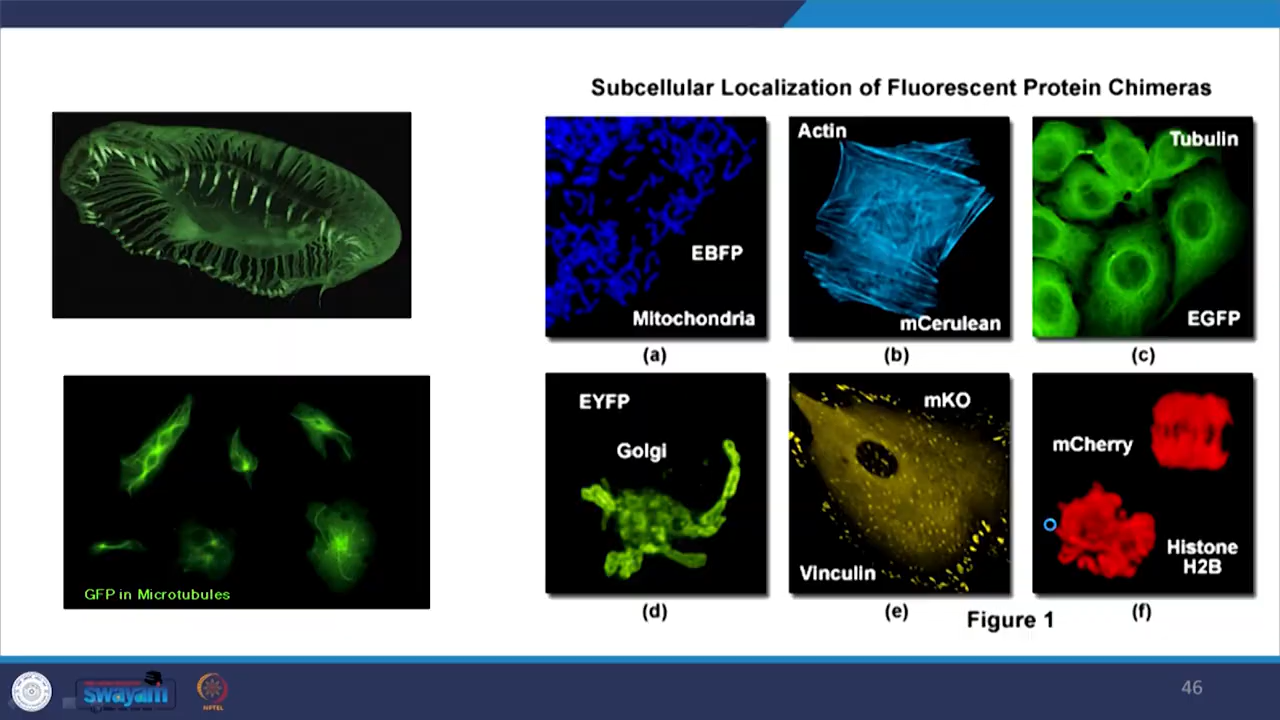 Subcellular Localization of Fluorescent Protein Chimeras
EBFP
Mitochondria
(a)
Actin
mCerulean
(b)
Tubulin
EGFP
(c)
EYFP
Golgi
(d)
mKO
Vinculin
(e)
mCherry
Histone
H2B
(f)
Figure 1
GFP in Microtubules
swayam
NPTEL
46